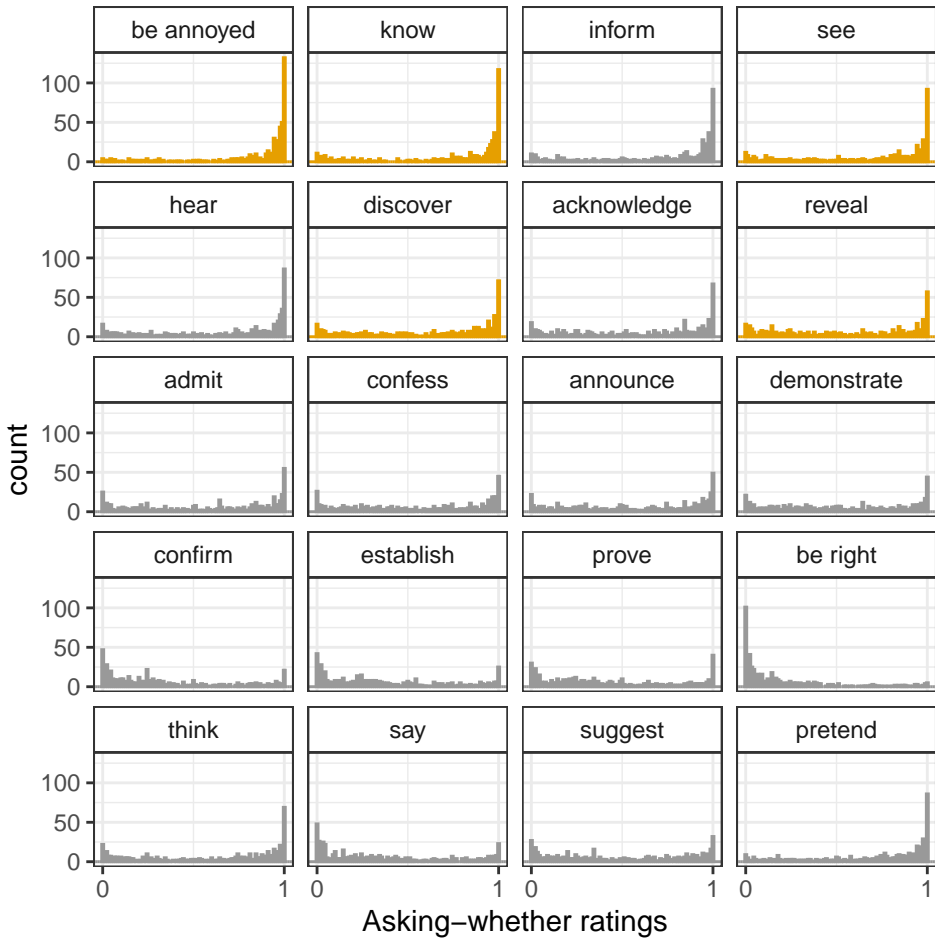 be annoyed know inform see
100
50
0
hear discover acknowledge reveal
100
50
0
admit confess announce demonstrate
100
50
0
confirm establish prove be right
100
50
0
think say suggest pretend
100
50
0
0 1 0 1 0 1 0 1
count
Asking−whether ratings